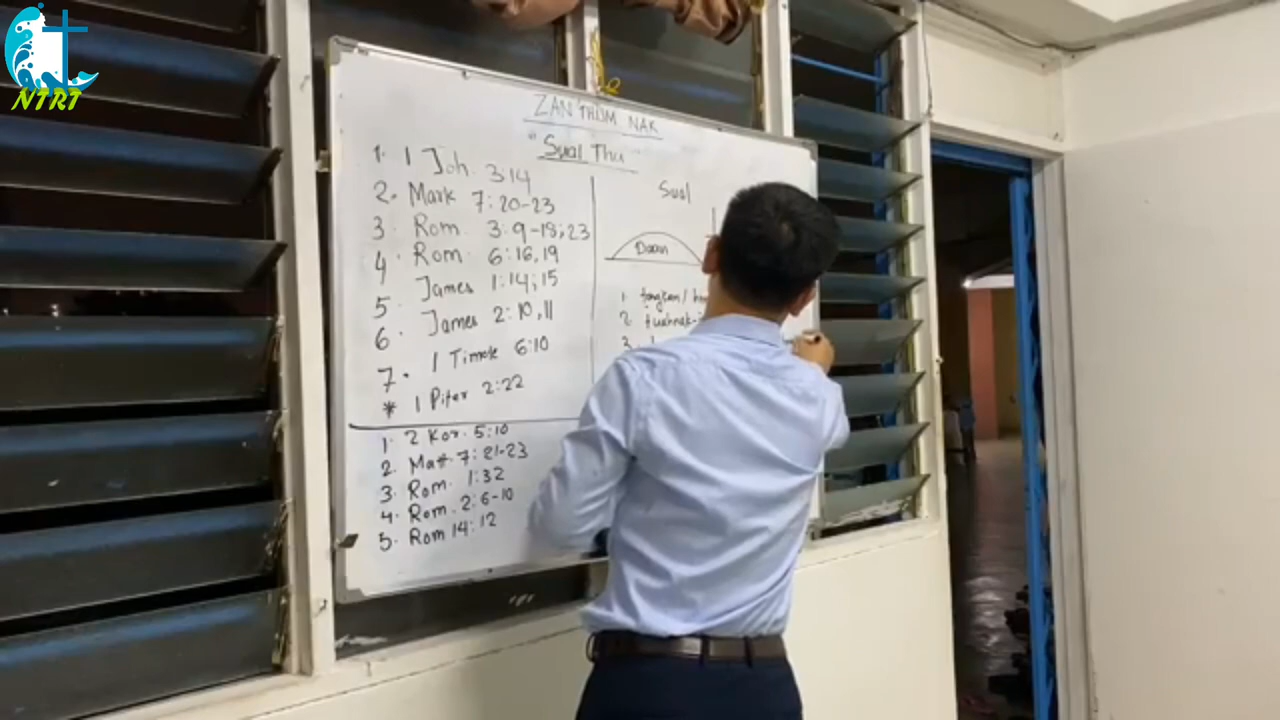 NTRT
ZAN THUM NAK
"Sual Thu
1. 1 Joh. 3:14
2. Mark 7:20-23
3. Rom. 3:9-18;23
4. Rom. 6:16,19
5. James 1:14;15
6. James 2:10,11
7. 1 Timote 6:10
* 1 Piter 2:22
1. 2 Kor. 5:10
2. Matt. 7:21-23
3. Rom. 1:32
4. Rom. 2:6-10
5. Rom 14:12
Sual
Daan
1.
2. tuahnak
3.